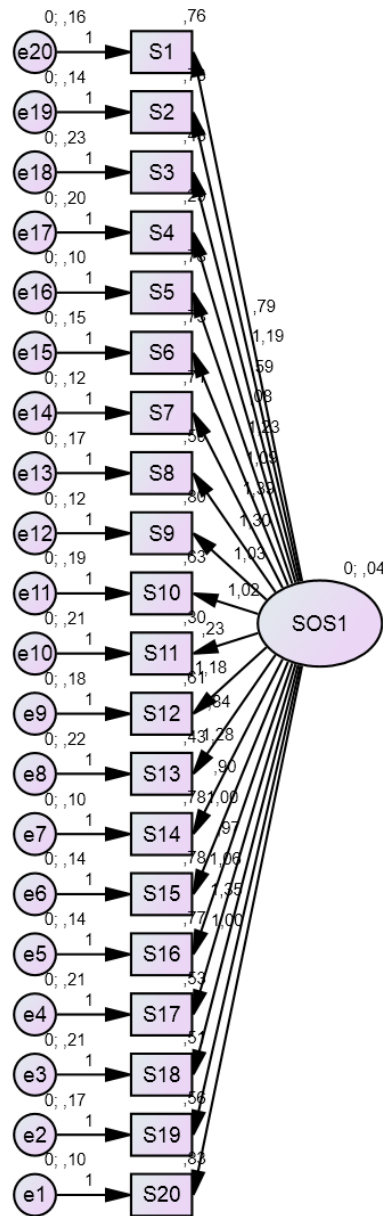 0; ,16 ,76
e20 1 S1
0; ,14
e19 1 S2
0; ,23
e18 1 S3
0; ,20
e17 1 S4
0; ,10
e16 1 S5
0; ,15 ,73
e15 1 S6
0; ,12
e14 1 S7
0; ,17 ,50
e13 1 S8
0; ,12 ,80
e12 1 S9
0; ,19 ,63
e11 1 S10
0; ,21 ,30
e10 1 S11
0; ,18 ,61
e9 1 S12
0; ,22 ,43
e8 1 S13
0; ,10 ,78
e7 1 S14
0; ,14 ,78
e6 1 S15
0; ,14 ,77
e5 1 S16
0; ,21 ,53
e4 1 S17
0; ,21 ,51
e3 1 S18
0; ,17 ,56
e2 1 S19
0; ,10 ,83
e1 1 S20
,79
1,19
,59
,08
1,23
1,09
1,39
1,30
1,03
1,02
,23
1,18
,84
1,28
,90
1,00
,97
1,06
1,35
1,00
0; ,04
SOS1